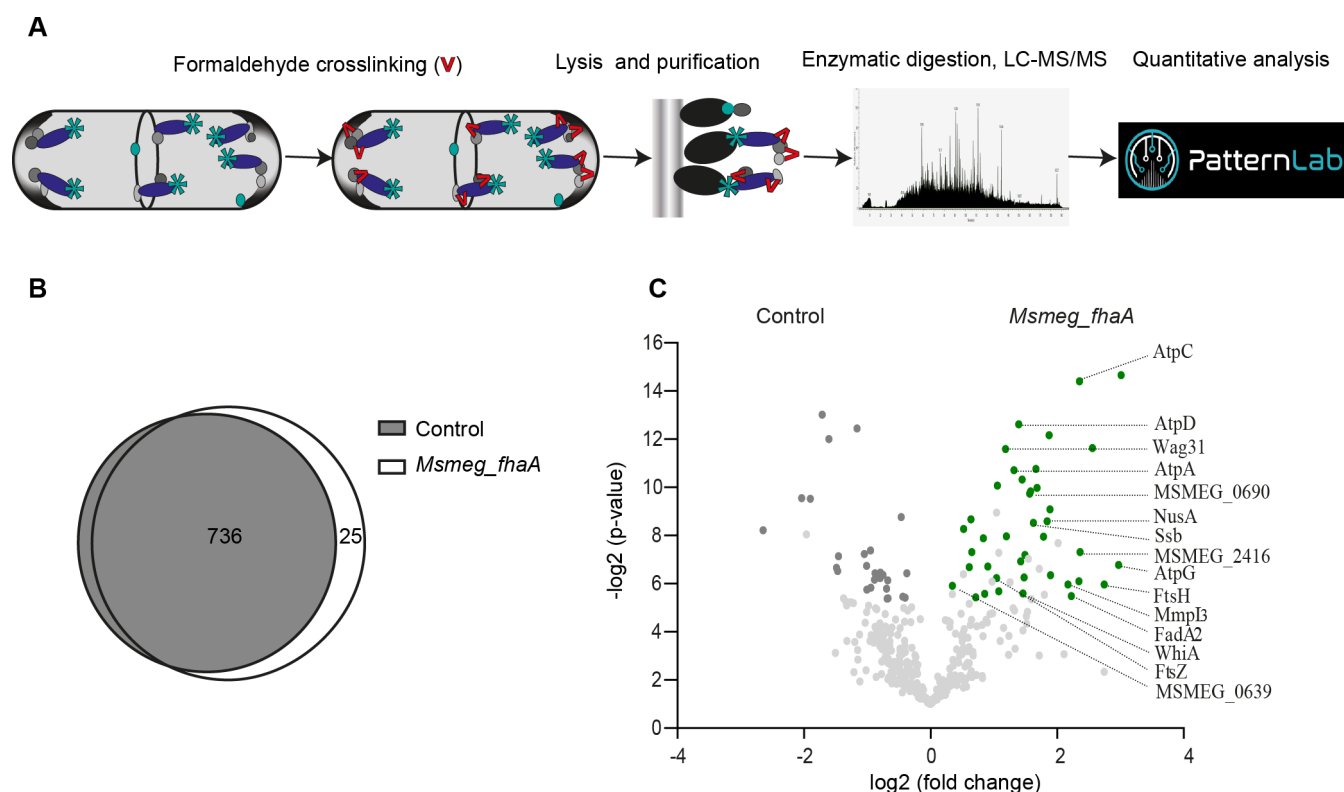 A
Formaldehyde crosslinking (V)
Lysis and purification
Enzymatic digestion, LC-MS/MS
Quantitative analysis
PatternLab
B
736
25
Control
Msmeg_fhaA
C
Control
Msmeg_fhaA
-log2 (p-value)
16
14
12
10
8
6
4
2
0
-4
-2
0
2
4
log2 (fold change)
AtpC
AtpD
Wag31
AtpA
MSMEG_0690
NusA
Ssb
MSMEG_2416
AtpG
FtsH
Mmpl3
FadA2
WhiA
FtsZ
MSMEG_0639